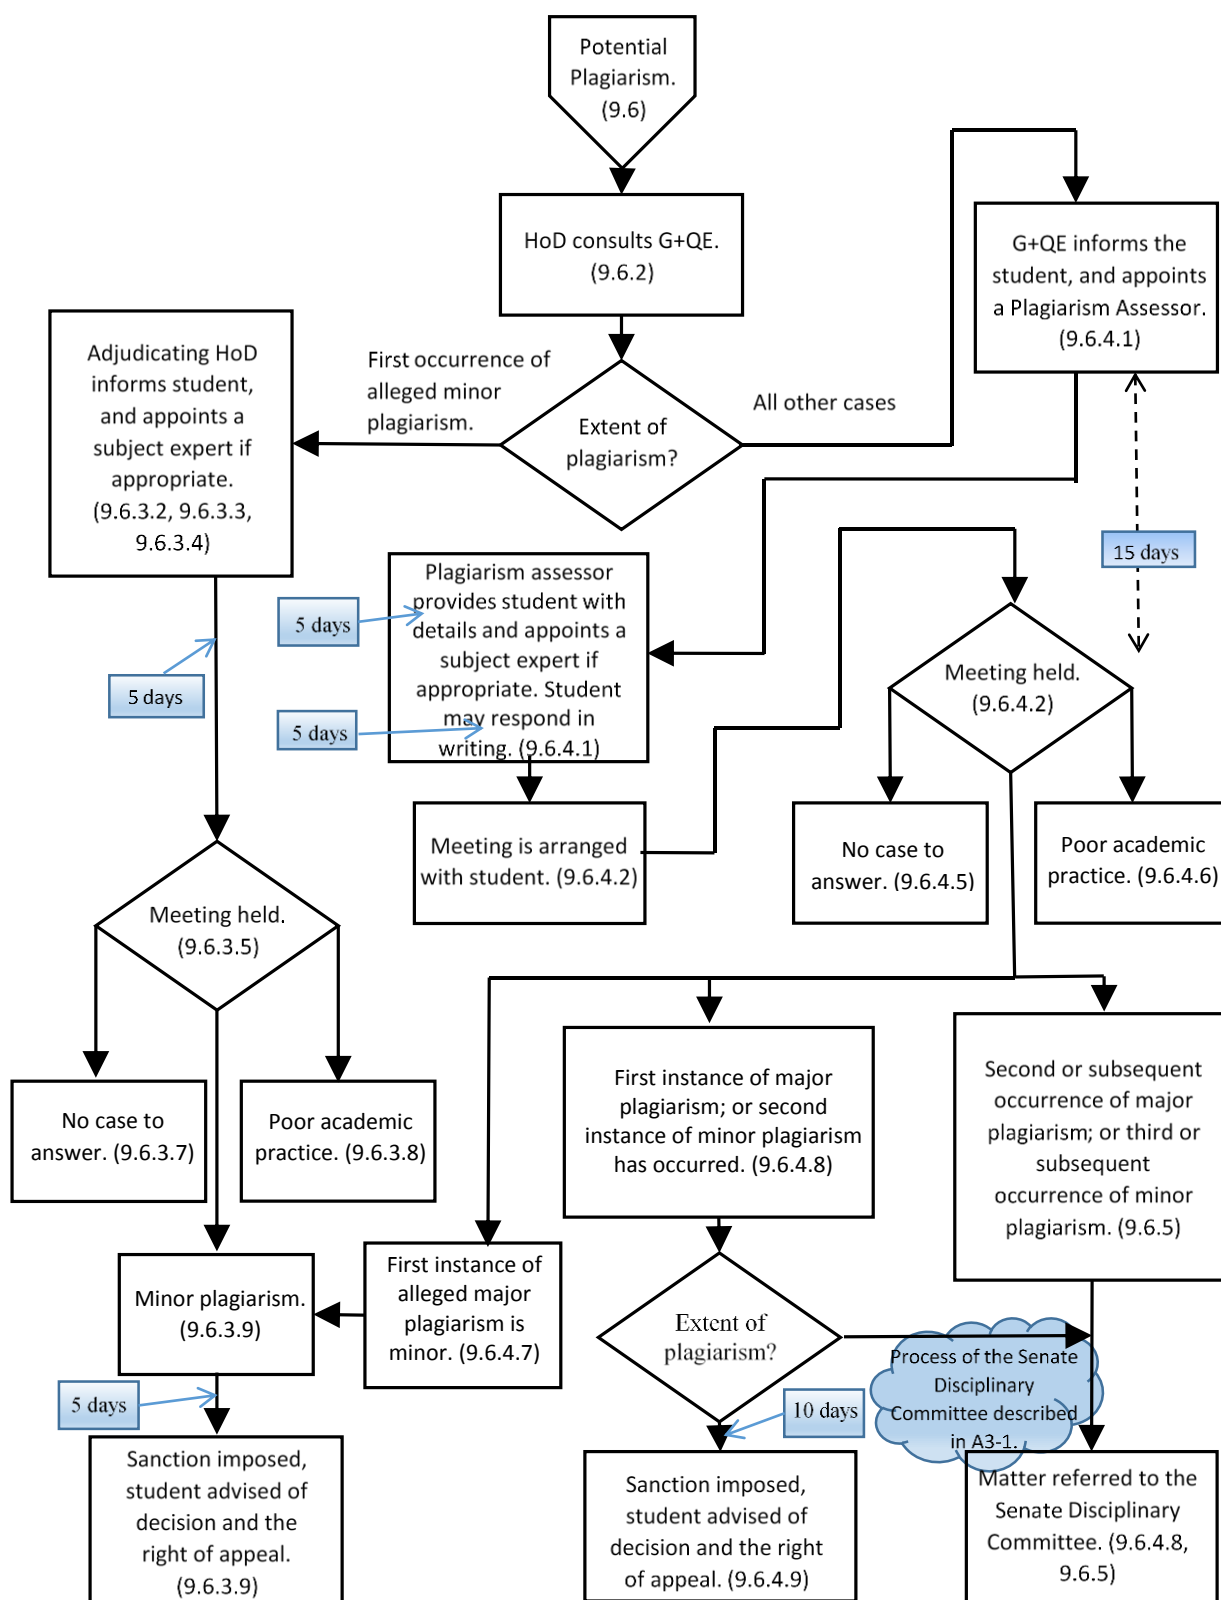 Potential
Plagiarism.
(9.6)
HoD consults G+QE.
(9.6.2)
G+QE informs the
student, and appoints
a Plagiarism Assessor.
(9.6.4.1)
Adjudicating HoD
informs student,
and appoints a
subject expert if
appropriate.
(9.6.3.2, 9.6.3.3,
9.6.3.4)
First occurrence of
alleged minor
plagiarism.
Extent of
plagiarism?
All other cases
15 days
Plagiarism assessor
provides student with
details and appoints a
subject expert if
appropriate. Student
may respond in
writing. (9.6.4.1)
5 days
5 days
5 days
Meeting held.
(9.6.4.2)
Meeting is arranged
with student. (9.6.4.2)
No case to
answer. (9.6.4.5)
Poor academic
practice. (9.6.4.6)
Meeting held.
(9.6.3.5)
No case to
answer. (9.6.3.7)
Poor academic
practice. (9.6.3.8)
First instance of major
plagiarism; or second
instance of minor plagiarism
has occurred. (9.6.4.8)
Second or subsequent
occurrence of major
plagiarism; or third or
subsequent
occurrence of minor
plagiarism. (9.6.5)
Minor plagiarism.
(9.6.3.9)
First instance of
alleged major
plagiarism is
minor. (9.6.4.7)
Extent of
plagiarism?
Process of the Senate
Disciplinary
Committee described
in A3-1.
5 days
10 days
Sanction imposed,
student advised of
decision and the
right of appeal.
(9.6.3.9)
Sanction imposed,
student advised of
decision and the right
of appeal. (9.6.4.9)
Matter referred to the
Senate Disciplinary
Committee. (9.6.4.8,
9.6.5)